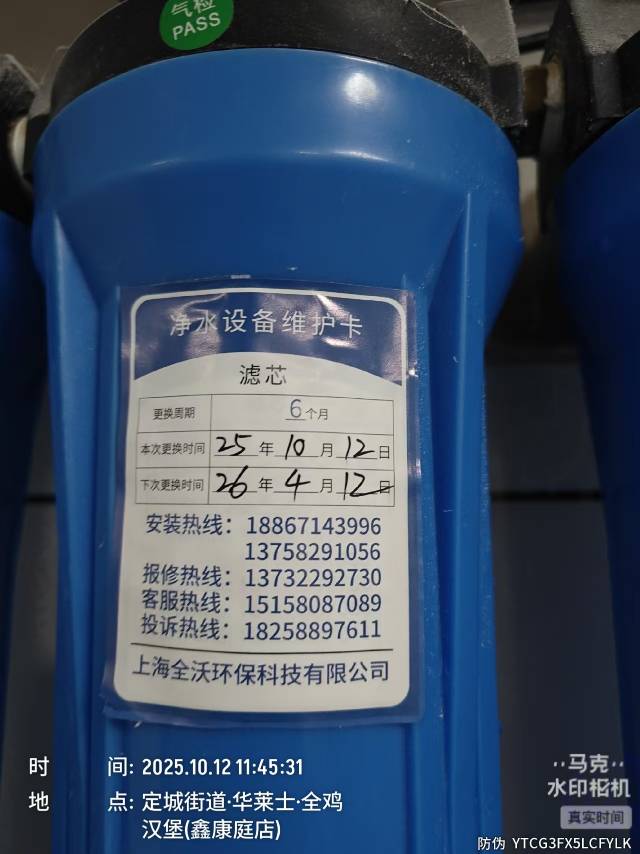 气检
PASS
净水设备维护卡
滤芯
更换周期 6个月
本次更换时间 25年10月12日
下次更换时间 26年4月12日
安装热线：18867143996
13758291056
报修热线：13732292730
客服热线：15158087089
投诉热线：18258897611
上海全沃环保科技有限公司
时 间: 2025.10.12 11:45:31
地 点: 定城街道·华莱士·全鸡
汉堡(鑫康庭店)
马克
水印相机
真实时间
防伪 YTCG3FX5LCFYLK